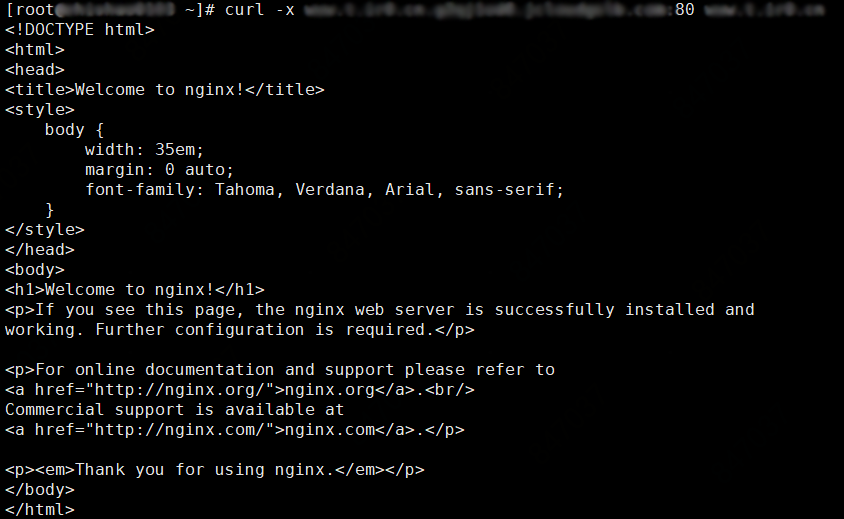 [root@ ~]# curl -x :80
<!DOCTYPE html>
<html>
<head>
<title>Welcome to nginx!</title>
<style>
    body {
        width: 35em;
        margin: 0 auto;
        font-family: Tahoma, Verdana, Arial, sans-serif;
    }
</style>
</head>
<body>
<h1>Welcome to nginx!</h1>
<p>If you see this page, the nginx web server is successfully installed and
working. Further configuration is required.</p>

<p>For online documentation and support please refer to
<a href="http://nginx.org/">nginx.org</a>.<br/>
Commercial support is available at
<a href="http://nginx.com/">nginx.com</a>.</p>

<p><em>Thank you for using nginx.</em></p>
</body>
</html>